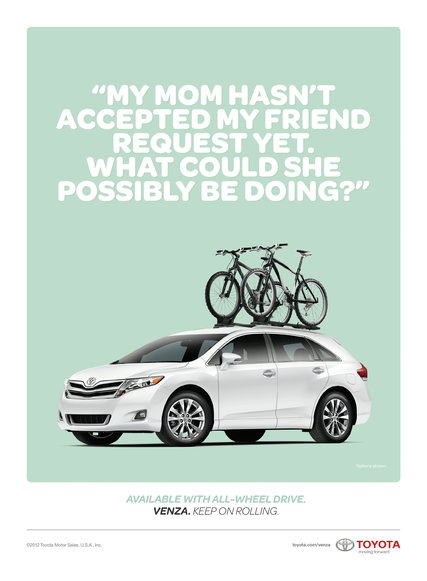 “MY MOM HASN’T
ACCEPTED MY FRIEND
REQUEST YET.
WHAT COULD SHE
POSSIBLY BE DOING?”
Options shown.
AVAILABLE WITH ALL-WHEEL DRIVE.
VENZA. KEEP ON ROLLING.
©2012 Toyota Motor Sales, U.S.A., Inc.
toyota.com/venza
TOYOTA
moving forward